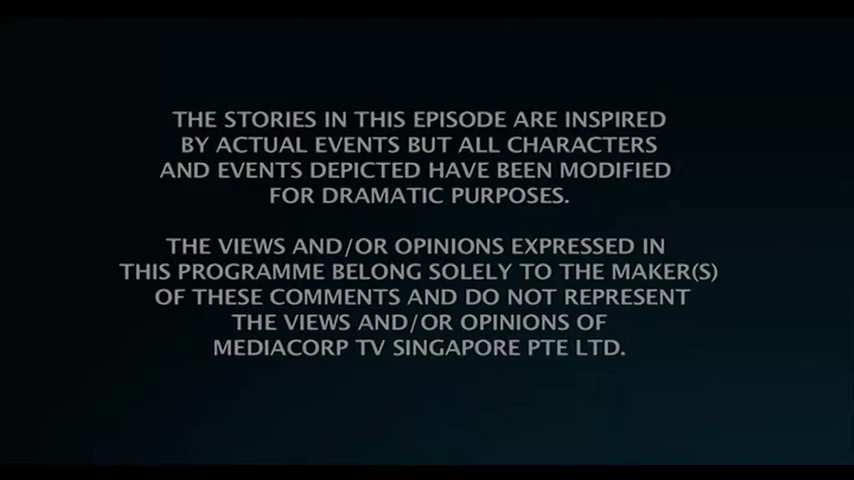 THE STORIES IN THIS EPISODE ARE INSPIRED
BY ACTUAL EVENTS BUT ALL CHARACTERS
AND EVENTS DEPICTED HAVE BEEN MODIFIED
FOR DRAMATIC PURPOSES.
THE VIEWS AND/OR OPINIONS EXPRESSED IN
THIS PROGRAMME BELONG SOLELY TO THE MAKER(S)
OF THESE COMMENTS AND DO NOT REPRESENT
THE VIEWS AND/OR OPINIONS OF
MEDIACORP TV SINGAPORE PTE LTD.